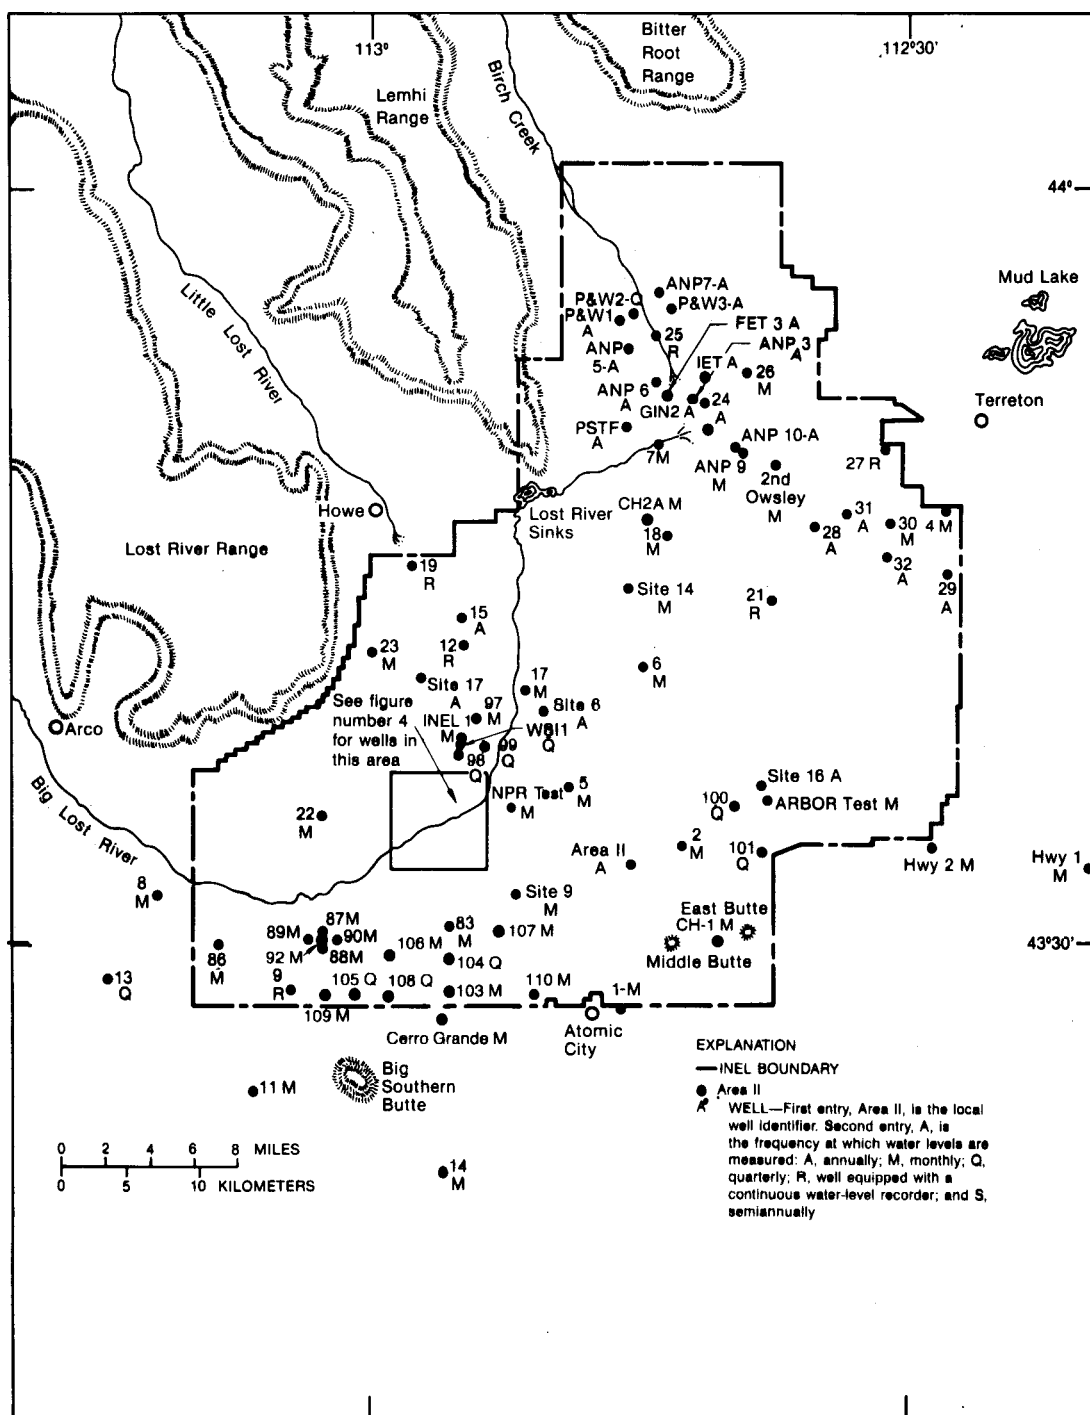 113°
112°30'
Bitter
Root
Range
Birch Creek
Lemhi
Range
44°
Little Lost River
Mud Lake
ANP7-A
P&W2-Q
P&W3-A
P&W1
A
FET 3 A
25
R
ANP
5-A
ANP 3
A
IET A
26
M
ANP 6
A
GIN2 A
24
A
Terreton
PSTF
A
7M
ANP 10-A
ANP 9
M
27 R
2nd
Owsley
M
Howe
Lost River
Sinks
CH2A M
18
M
31
A
28
A
30
M
4 M
32
A
29
A
Lost River Range
19
R
Site 14
M
21
R
15
A
12
R
23
M
6
M
Site 17
A
17
M
Site 6
A
See figure
number 4
for wells in
this area
97
M
INEL 1
M
99
Q
98
Q
Arco
Big Lost River
NPR Test
M
5
M
Site 16 A
ARBOR Test M
100
Q
22
M
2
M
101
Q
Area II
A
Hwy 2 M
Hwy 1
M
8
M
Site 9
M
East Butte
CH-1 M
Middle Butte
87M
89M
90M
92 M
88M
83
M
107 M
106 M
104 Q
86
M
43°30'
13
Q
9
R
105 Q
108 Q
103 M
110 M
109 M
1-M
Cerro Grande M
Atomic
City
Big
Southern
Butte
11 M
14
M
0 2 4 6 8 MILES
0 5 10 KILOMETERS
EXPLANATION
INEL BOUNDARY
Area II
A
WELL—First entry, Area II, is the local
well identifier. Second entry, A, is
the frequency at which water levels are
measured: A, annually; M, monthly; Q,
quarterly; R, well equipped with a
continuous water-level recorder; and S,
semiannually